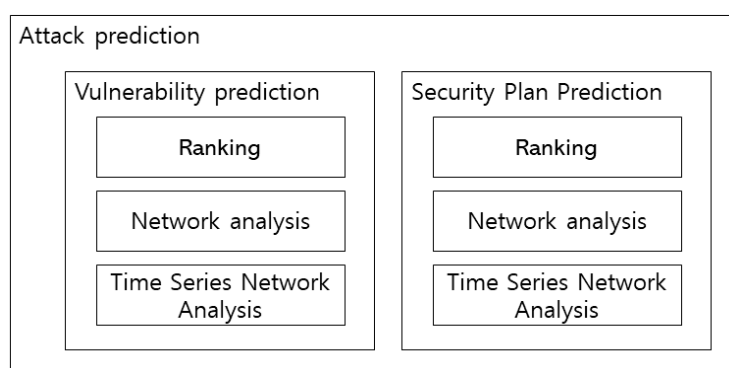 Attack prediction
Vulnerability prediction
Ranking
Network analysis
Time Series Network
Analysis
Security Plan Prediction
Ranking
Network analysis
Time Series Network
Analysis